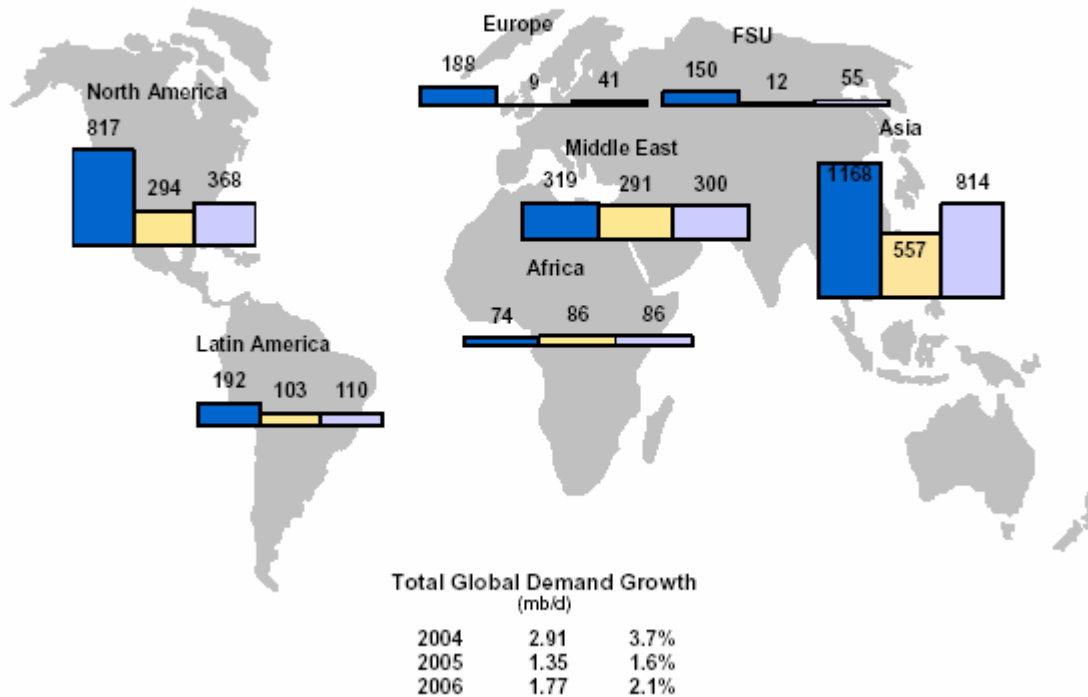 Europe
188
9
41
FSU
150
12
55
North America
817
294
368
Middle East
319
291
300
Asia
1168
557
814
Africa
74
86
86
Latin America
192
103
110
Total Global Demand Growth
(mb/d)
2004 2.91 3.7%
2005 1.35 1.6%
2006 1.77 2.1%